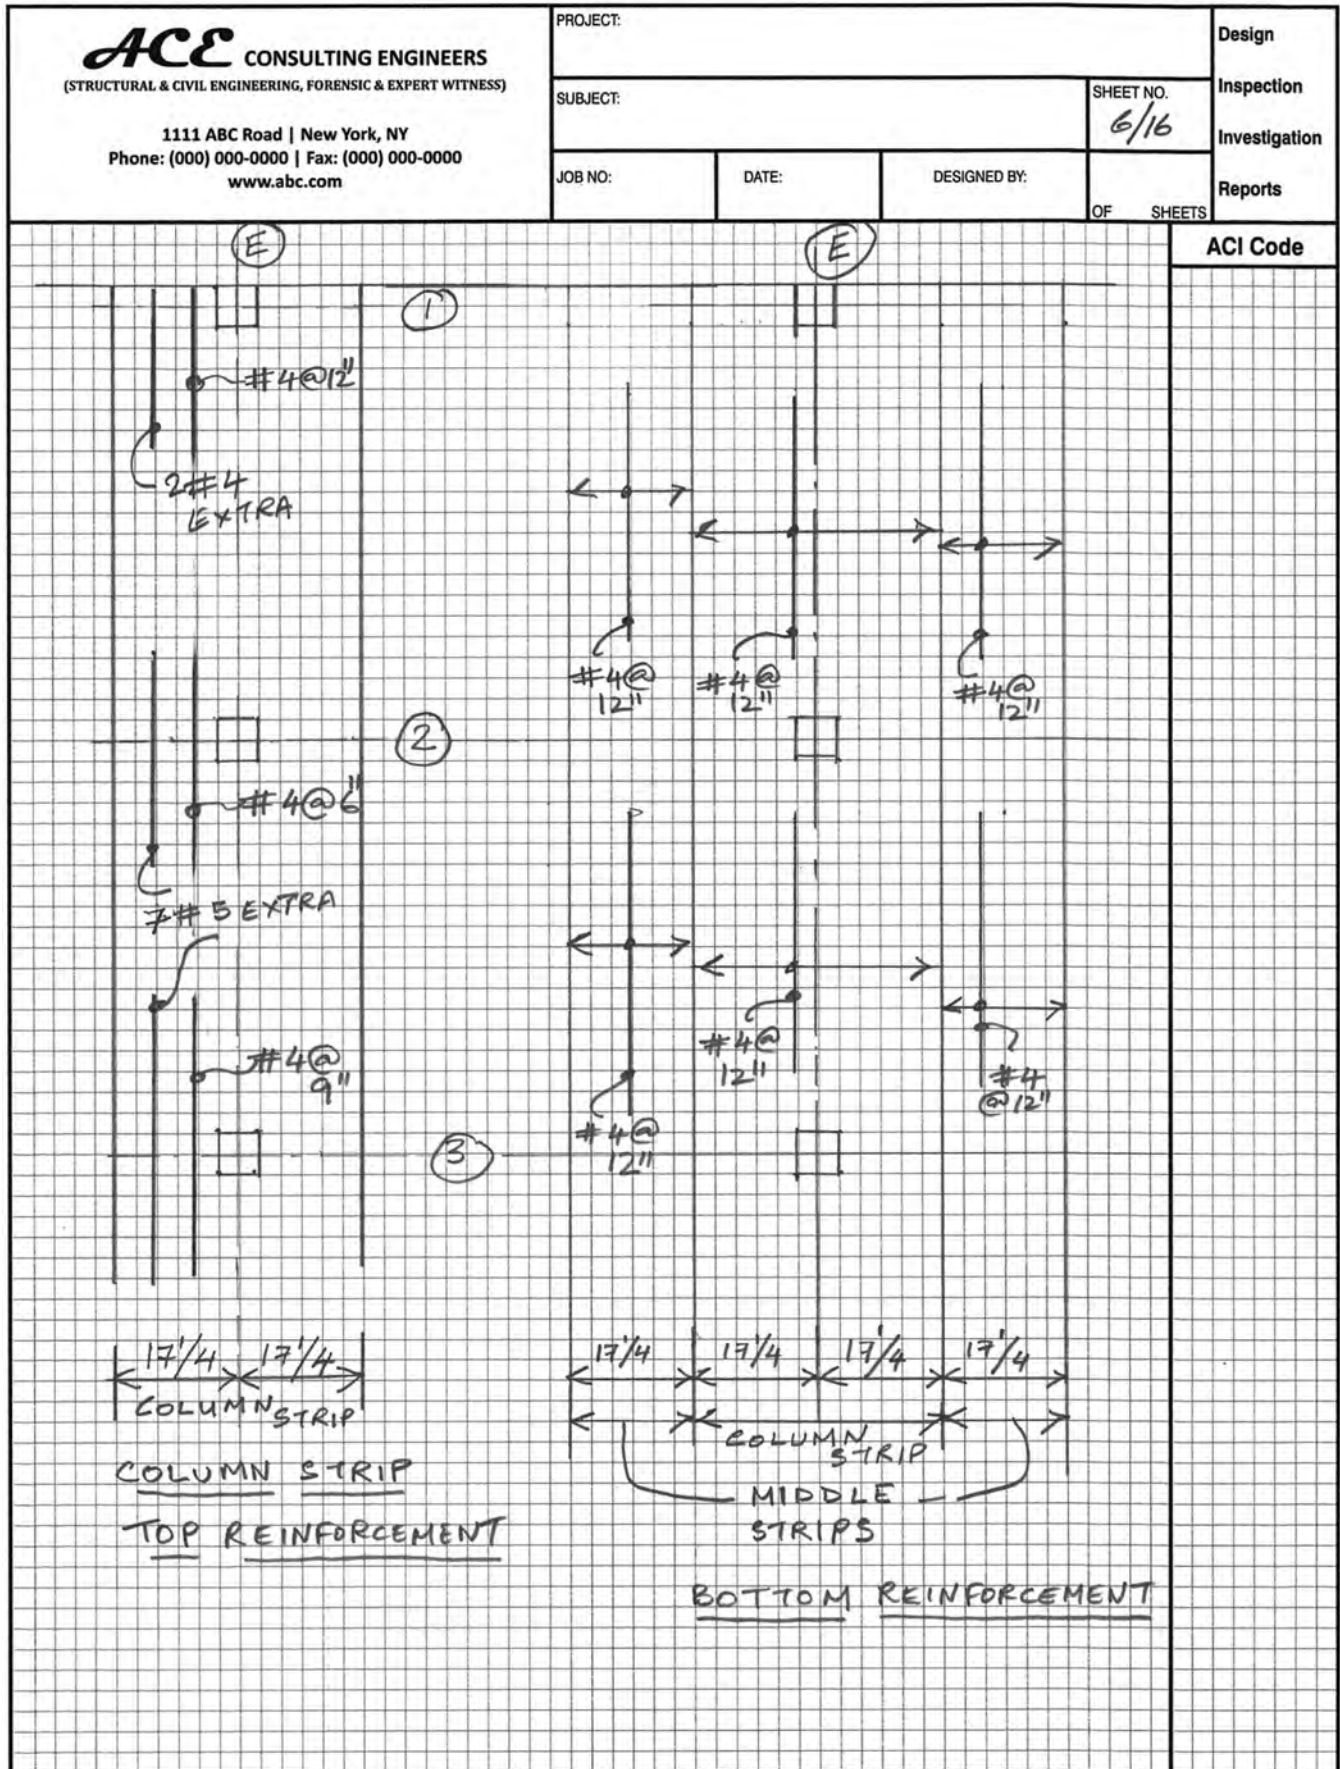 ACE CONSULTING ENGINEERS
(STRUCTURAL & CIVIL ENGINEERING, FORENSIC & EXPERT WITNESS)
1111 ABC Road | New York, NY
Phone: (000) 000-0000 | Fax: (000) 000-0000
www.abc.com
PROJECT:
SUBJECT:
SHEET NO.
6/16
JOB NO:
DATE:
DESIGNED BY:
OF SHEETS
Design
Inspection
Investigation
Reports
ACI Code
E
1
#4@12"
2#4
EXTRA
2
#4@6"
7#5 EXTRA
#4@
9"
3
17'/4 17'/4
COLUMN STRIP
COLUMN STRIP
TOP REINFORCEMENT
E
#4@
12"
#4@
12"
#4@
12"
#4@
12"
#4@
12"
#4
@12"
17'/4 17'/4 17'/4 17'/4
COLUMN
STRIP
MIDDLE
STRIPS
BOTTOM REINFORCEMENT